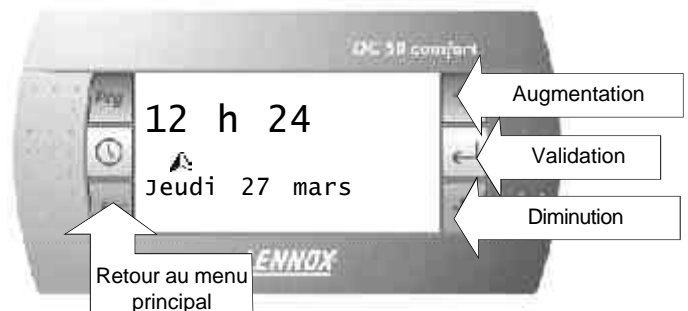 DC 50 comfort
Prg
12 h 24
Jeudi 27 mars
LENNOX
Augmentation
Validation
Diminution
Retour au menu
principal